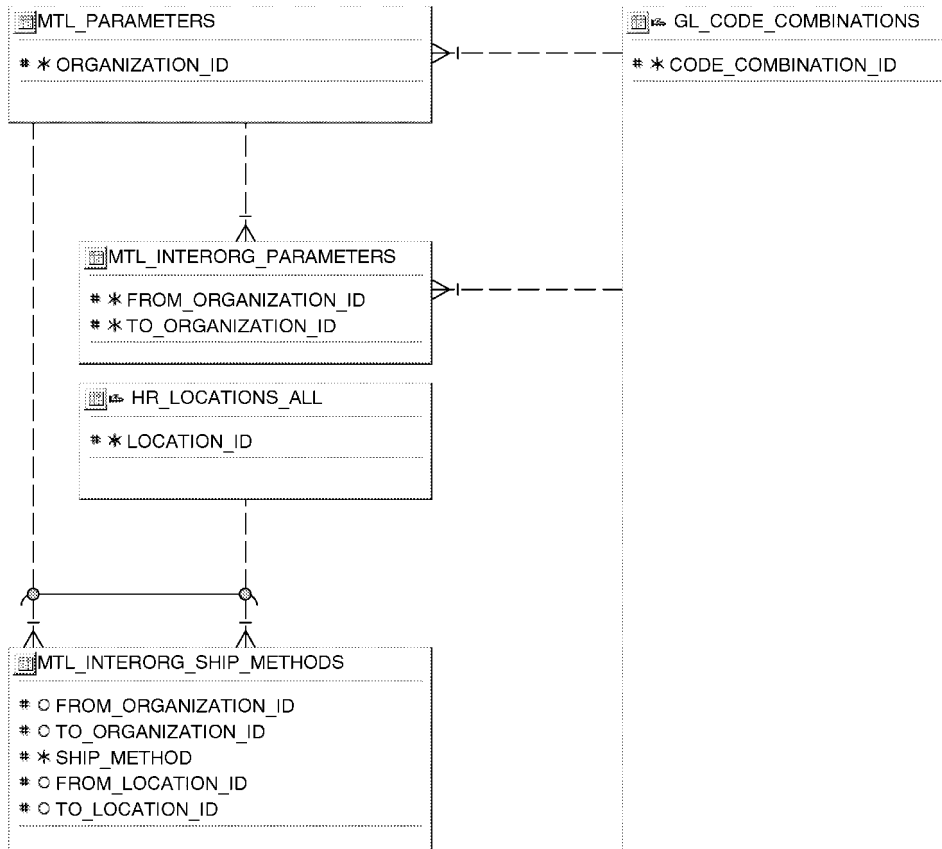 MTL_PARAMETERS
# * ORGANIZATION_ID
GL_CODE_COMBINATIONS
# * CODE_COMBINATION_ID
MTL_INTERORG_PARAMETERS
# * FROM_ORGANIZATION_ID
# * TO_ORGANIZATION_ID
HR_LOCATIONS_ALL
# * LOCATION_ID
MTL_INTERORG_SHIP_METHODS
# O FROM_ORGANIZATION_ID
# O TO_ORGANIZATION_ID
# * SHIP_METHOD
# O FROM_LOCATION_ID
# O TO_LOCATION_ID